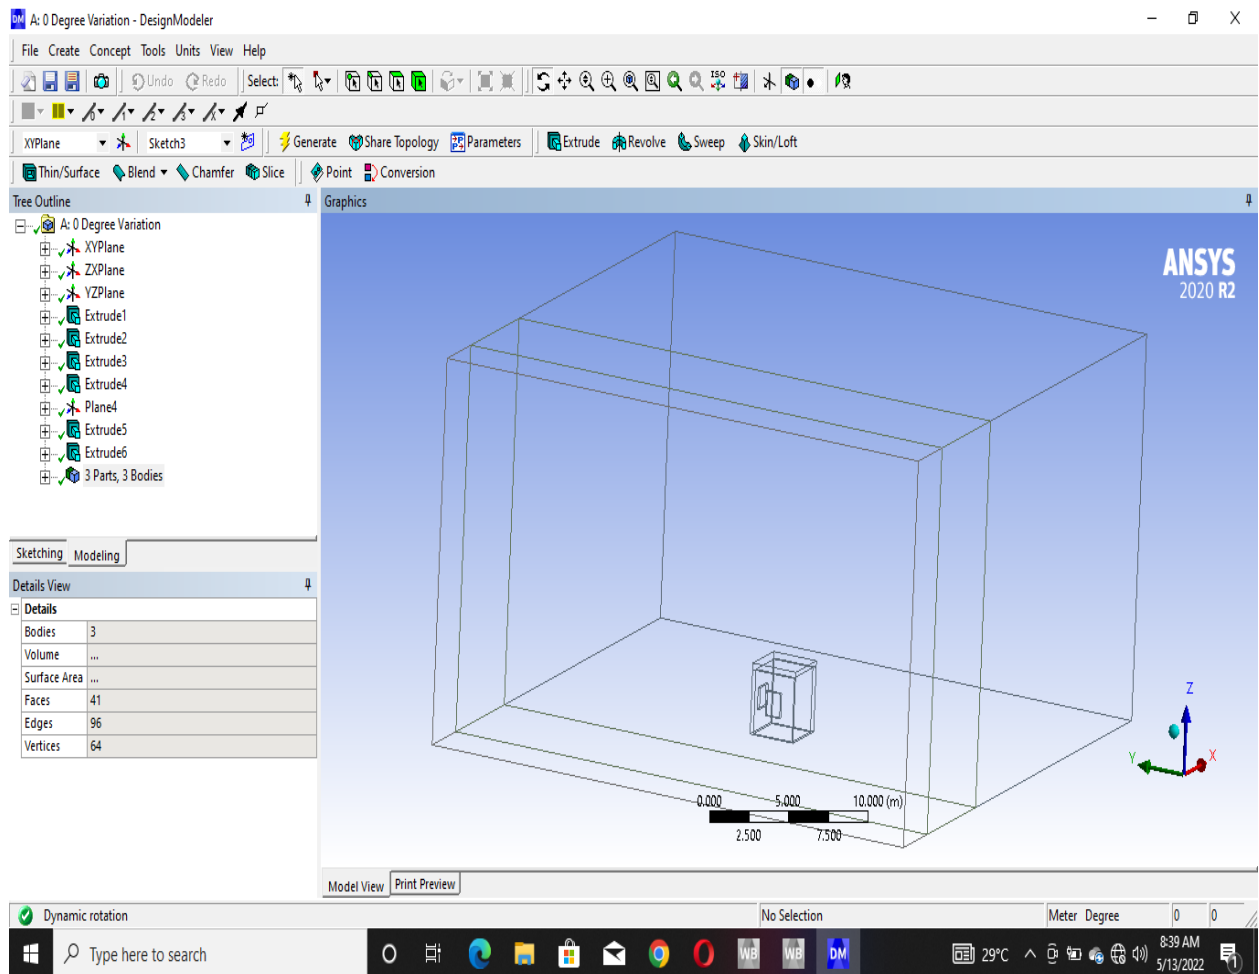 A: 0 Degree Variation - DesignModeler
File Create Concept Tools Units View Help
Undo Redo Select: ISO
XYPlane Sketch3 Generate Share Topology Parameters Extrude Revolve Sweep Skin/Loft
Thin/Surface Blend Chamfer Slice Point Conversion
Tree Outline
A: 0 Degree Variation
XYPlane
ZXPlane
YZPlane
Extrude1
Extrude2
Extrude3
Extrude4
Plane4
Extrude5
Extrude6
3 Parts, 3 Bodies
Sketching Modeling
Details View
Details
Bodies 3
Volume ...
Surface Area ...
Faces 41
Edges 96
Vertices 64
Graphics
ANSYS
2020 R2
Z
Y X
0.000 5.000 10.000 (m)
2.500 7.500
Model View Print Preview
Dynamic rotation No Selection Meter Degree 0 0
Type here to search WB WB DM 29°C 8:39 AM
5/13/2022 1